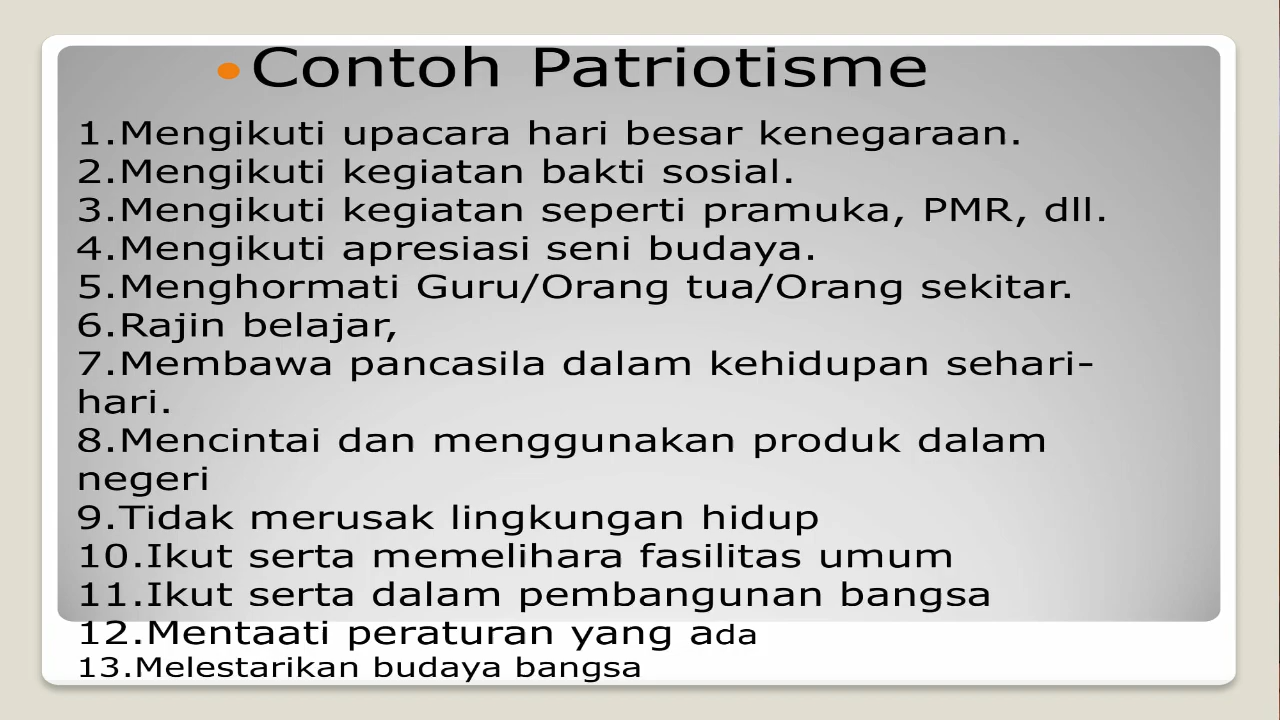 • Contoh Patriotisme
1.Mengikuti upacara hari besar kenegaraan.
2.Mengikuti kegiatan bakti sosial.
3.Mengikuti kegiatan seperti pramuka, PMR, dll.
4.Mengikuti apresiasi seni budaya.
5.Menghormati Guru/Orang tua/Orang sekitar.
6.Rajin belajar,
7.Membawa pancasila dalam kehidupan sehari-
hari.
8.Mencintai dan menggunakan produk dalam
negeri
9.Tidak merusak lingkungan hidup
10.Ikut serta memelihara fasilitas umum
11.Ikut serta dalam pembangunan bangsa
12.Mentaati peraturan yang ada
13.Melestarikan budaya bangsa